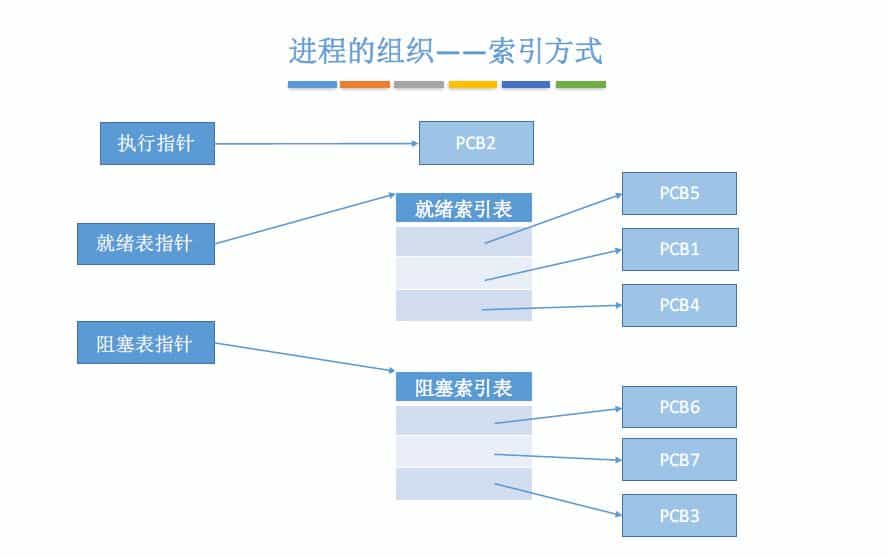 进程的组织——索引方式
执行指针
PCB2
就绪表指针
就绪索引表
PCB5
PCB1
PCB4
阻塞表指针
阻塞索引表
PCB6
PCB7
PCB3